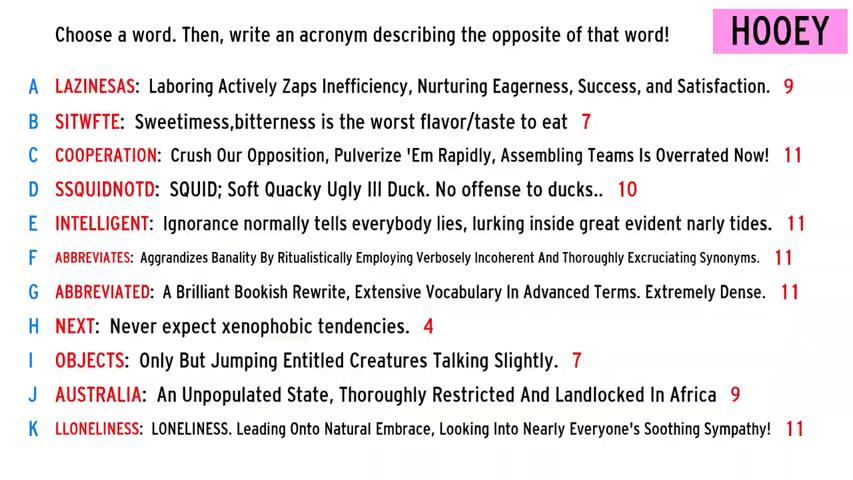 Choose a word. Then, write an acronym describing the opposite of that word!
HOOEY
A LAZINESAS: Laboring Actively Zaps Inefficiency, Nurturing Eagerness, Success, and Satisfaction. 9
B SITWFTE: Sweetimess,bitterness is the worst flavor/taste to eat 7
C COOPERATION: Crush Our Opposition, Pulverize 'Em Rapidly, Assembling Teams Is Overrated Now! 11
D SSQUIDNOTD: SQUID; Soft Quacky Ugly Ill Duck. No offense to ducks.. 10
E INTELLIGENT: Ignorance normally tells everybody lies, lurking inside great evident narly tides. 11
F ABBREVIATES: Aggrandizes Banality By Ritualistically Employing Verbosely Incoherent And Thoroughly Excruciating Synonyms. 11
G ABBREVIATED: A Brilliant Bookish Rewrite, Extensive Vocabulary In Advanced Terms. Extremely Dense. 11
H NEXT: Never expect xenophobic tendencies. 4
I OBJECTS: Only But Jumping Entitled Creatures Talking Slightly. 7
J AUSTRALIA: An Unpopulated State, Thoroughly Restricted And Landlocked In Africa 9
K LLONELINESS: LONELINESS. Leading Onto Natural Embrace, Looking Into Nearly Everyone's Soothing Sympathy! 11